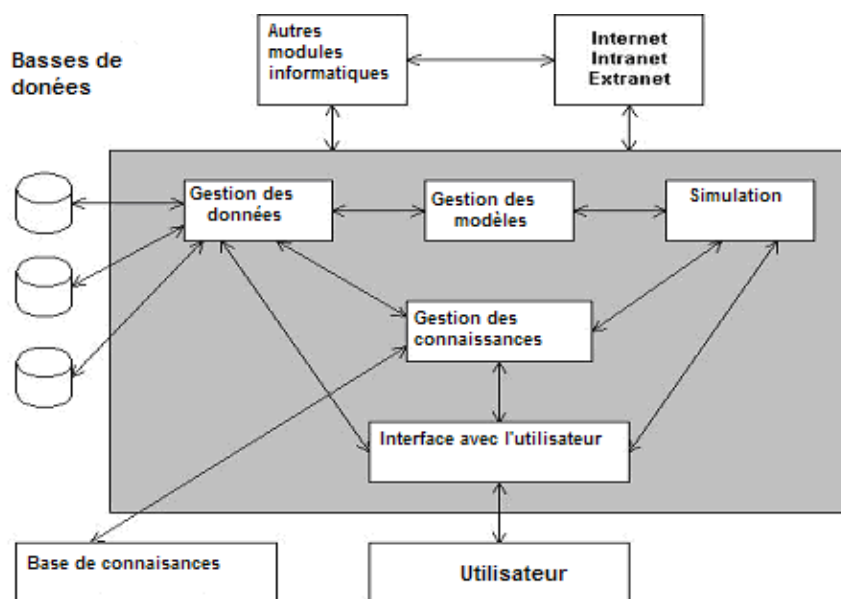 Autres
modules
informatiques
Internet
Intranet
Extranet
Basses de
donées
Gestion des
données
Gestion des
modèles
Simulation
Gestion des
connaissances
Interface avec l'utilisateur
Base de connaisances
Utilisateur